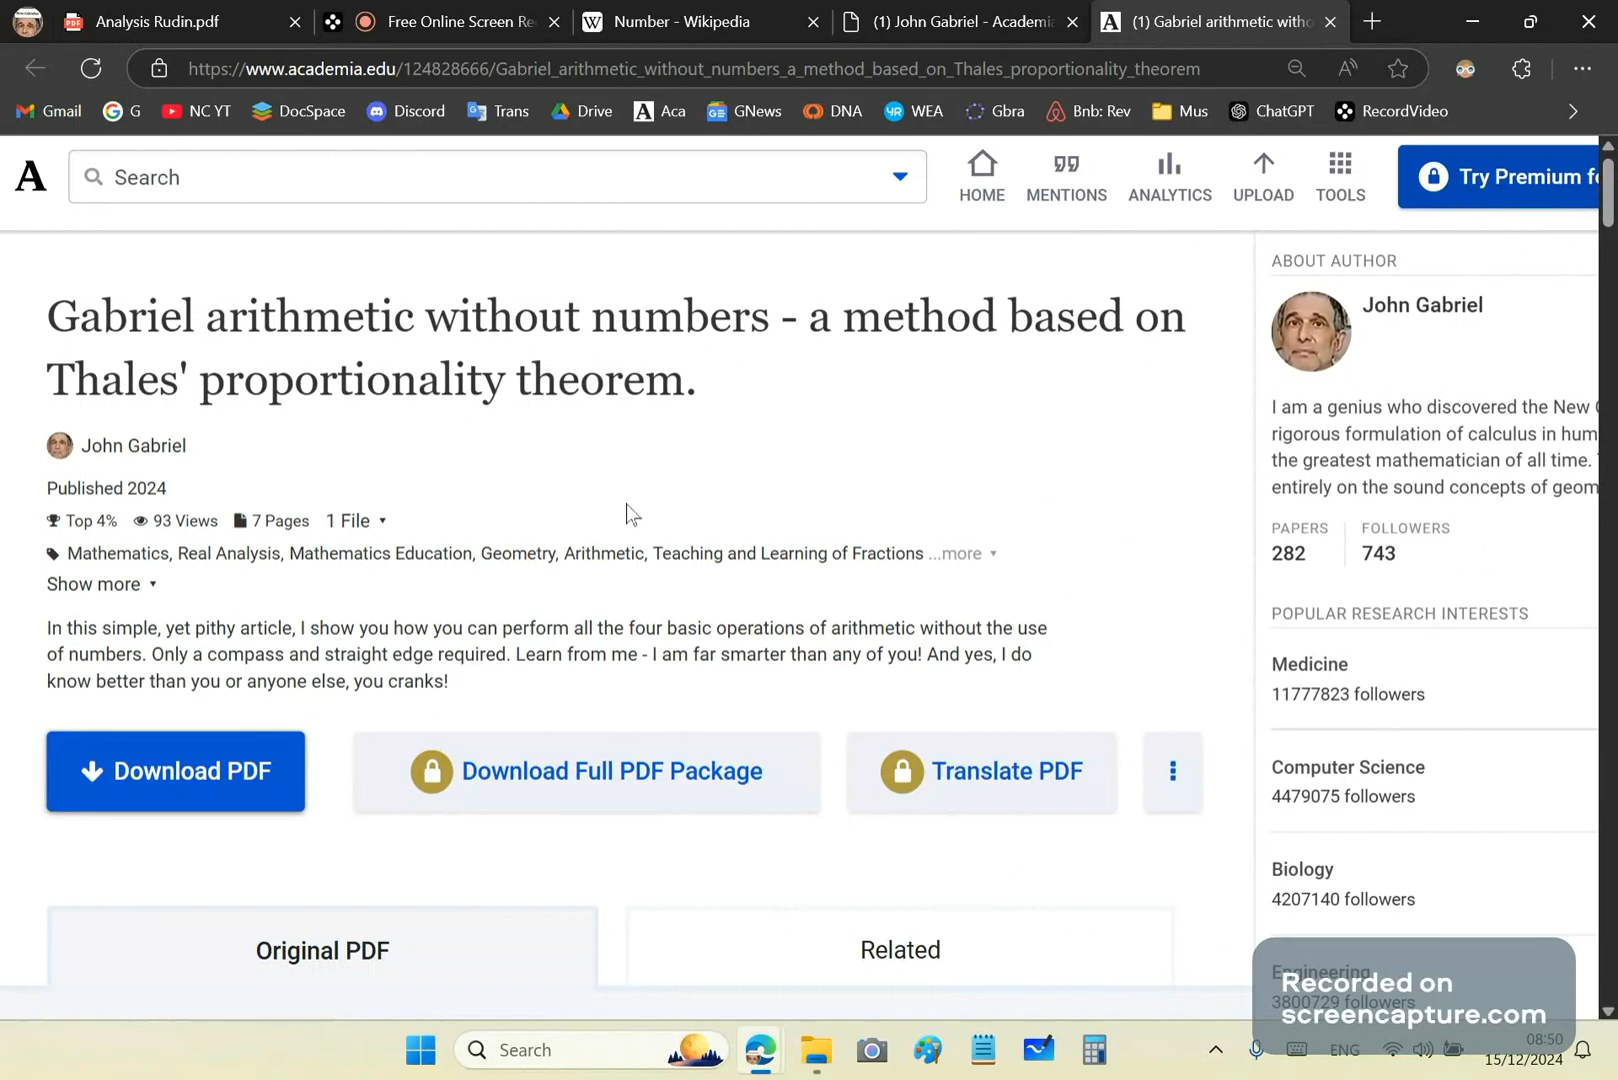 Analysis Rudin.pdf
Free Online Screen Re
Number - Wikipedia
(1) John Gabriel - Academi
(1) Gabriel arithmetic witho
https://www.academia.edu/124828666/Gabriel_arithmetic_without_numbers_a_method_based_on_Thales_proportionality_theorem
Gmail
G
NC YT
DocSpace
Discord
Trans
Drive
Aca
GNews
DNA
WEA
Gbra
Bnb: Rev
Mus
ChatGPT
RecordVideo
A
Search
HOME
MENTIONS
ANALYTICS
UPLOAD
TOOLS
Try Premium fo
Gabriel arithmetic without numbers - a method based on
Thales' proportionality theorem.
John Gabriel
Published 2024
Top 4%
93 Views
7 Pages
1 File
Mathematics, Real Analysis, Mathematics Education, Geometry, Arithmetic, Teaching and Learning of Fractions ...more
Show more
In this simple, yet pithy article, I show you how you can perform all the four basic operations of arithmetic without the use
of numbers. Only a compass and straight edge required. Learn from me - I am far smarter than any of you! And yes, I do
know better than you or anyone else, you cranks!
Download PDF
Download Full PDF Package
Translate PDF
Original PDF
Related
ABOUT AUTHOR
John Gabriel
I am a genius who discovered the New C
rigorous formulation of calculus in hum
the greatest mathematician of all time.
entirely on the sound concepts of geom
PAPERS
282
FOLLOWERS
743
POPULAR RESEARCH INTERESTS
Medicine
11777823 followers
Computer Science
4479075 followers
Biology
4207140 followers
Engineering
3800729 followers
Recorded on
screencapture.com
Search
ENG
08:50
15/12/2024